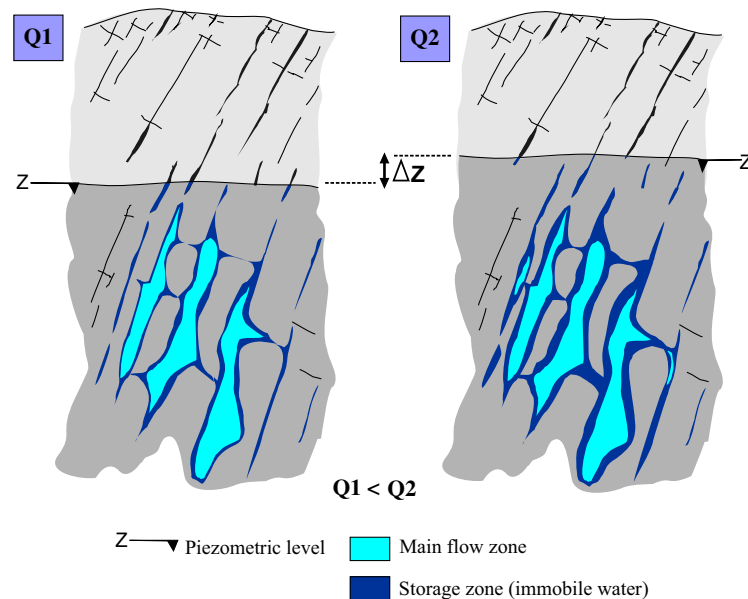 Q1
Q2
Z
ΔZ
Z
Q1 < Q2
Z Piezometric level
Main flow zone
Storage zone (immobile water)